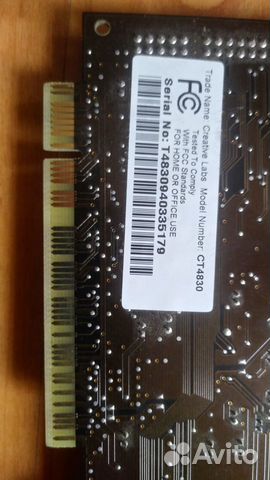 Trade Name: Creative Labs Model Number: CT4830
FC Tested To Comply
With FCC Standards
FOR HOME OR OFFICE USE
Serial No: T4830940335179
Avito